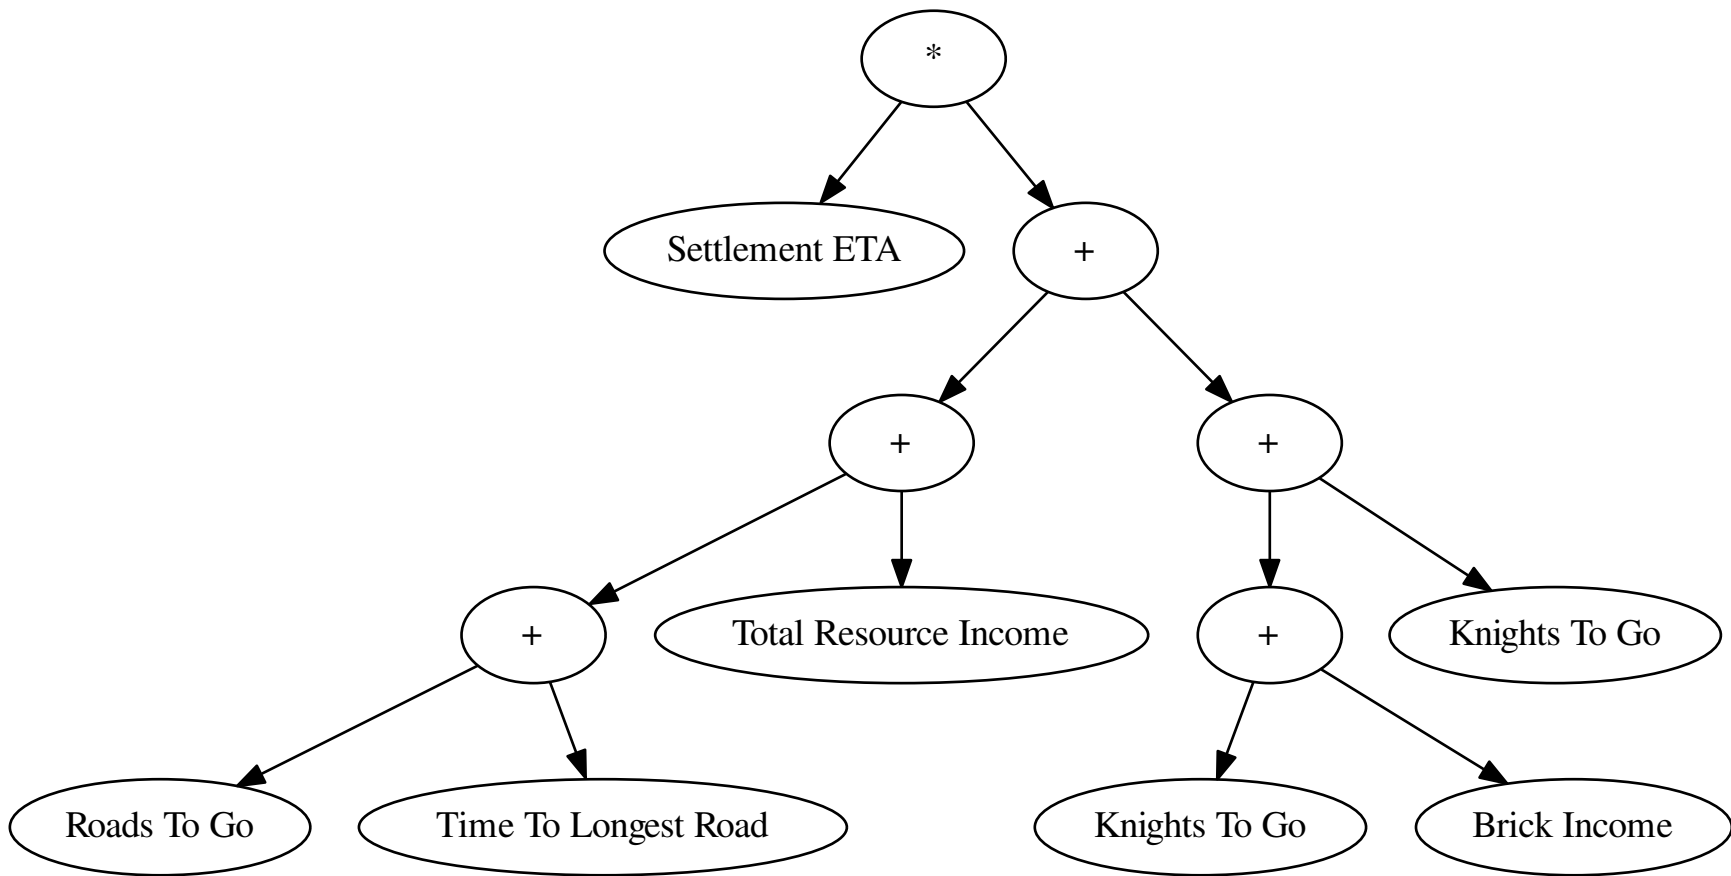 *
Settlement ETA
+
+
+
+
Total Resource Income
+
Knights To Go
Roads To Go
Time To Longest Road
Knights To Go
Brick Income